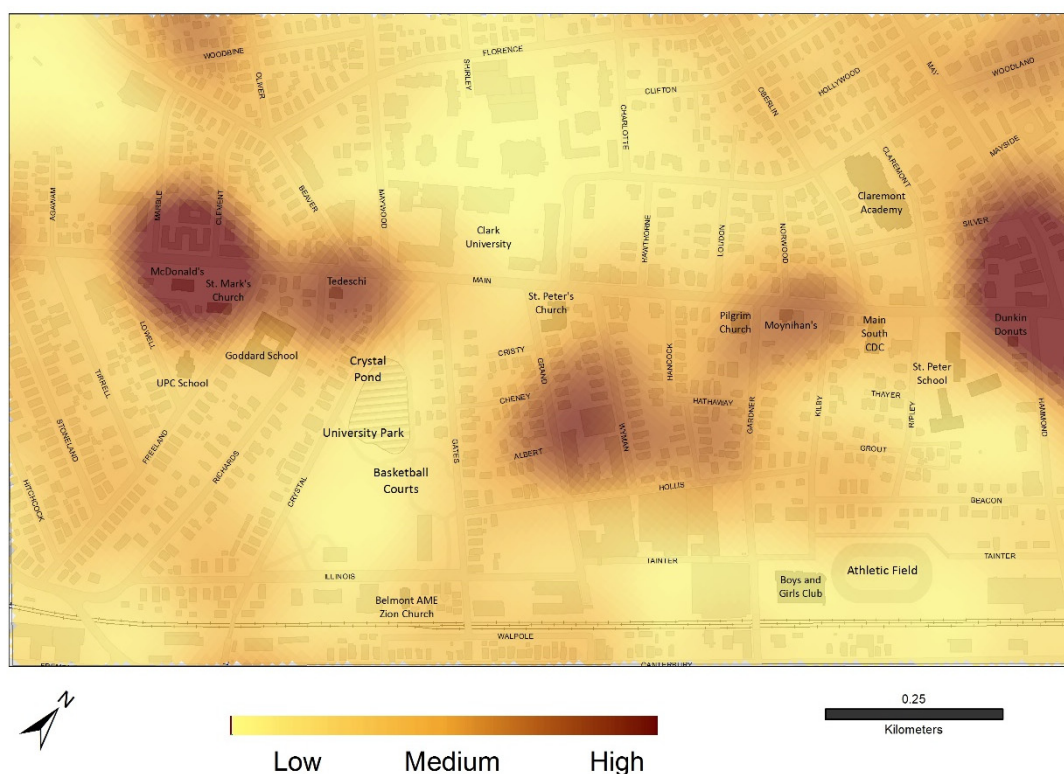 WOODBINE
FLORENCE
OLIVER
SHIRLEY
CLIFTON
CHARLOTTE
OBERLIN
HOLLYWOOD
MAY
WOODLAND
MAYSIDE
CLAREMONT
AGAWAM
MARBLE
CLEMENT
BEAVER
MAYWOOD
Clark
University
HAWTHORNE
LOUDON
NORWOOD
Claremont
Academy
SILVER
McDonald's
St. Mark's
Church
Tedeschi
MAIN
St. Peter's
Church
Pilgrim
Church
Moynihan's
Main
South
CDC
Dunkin
Donuts
LOWELL
Goddard School
UPC School
Crystal
Pond
CRISTY
GRAND
CHENEY
HANCOCK
HATHAWAY
GARDNER
KILBY
THAYER
RIPLEY
St. Peter
School
HAMMOND
TIRRELL
STONELAND
FREELAND
RICHARDS
University Park
GATES
ALBERT
WYMAN
GROUT
HITCHCOCK
CRYSTAL
Basketball
Courts
HOLLIS
BEACON
TAINTER
TAINTER
ILLINOIS
Boys and
Girls Club
Athletic Field
Belmont AME
Zion Church
WALPOLE
CANTERBURY
N
0.25
Kilometers
Low
Medium
High